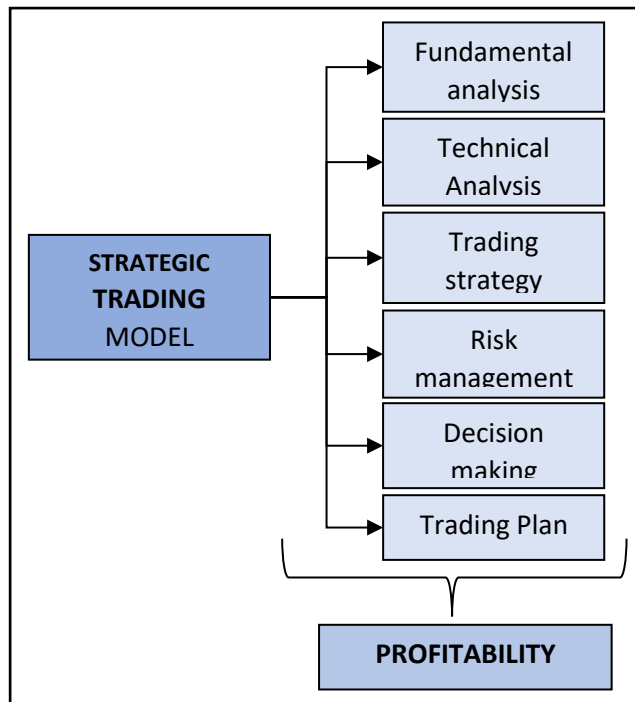 STRATEGIC
TRADING
MODEL
Fundamental
analysis
Technical
Analysis
Trading
strategy
Risk
management
Decision
making
Trading Plan
PROFITABILITY